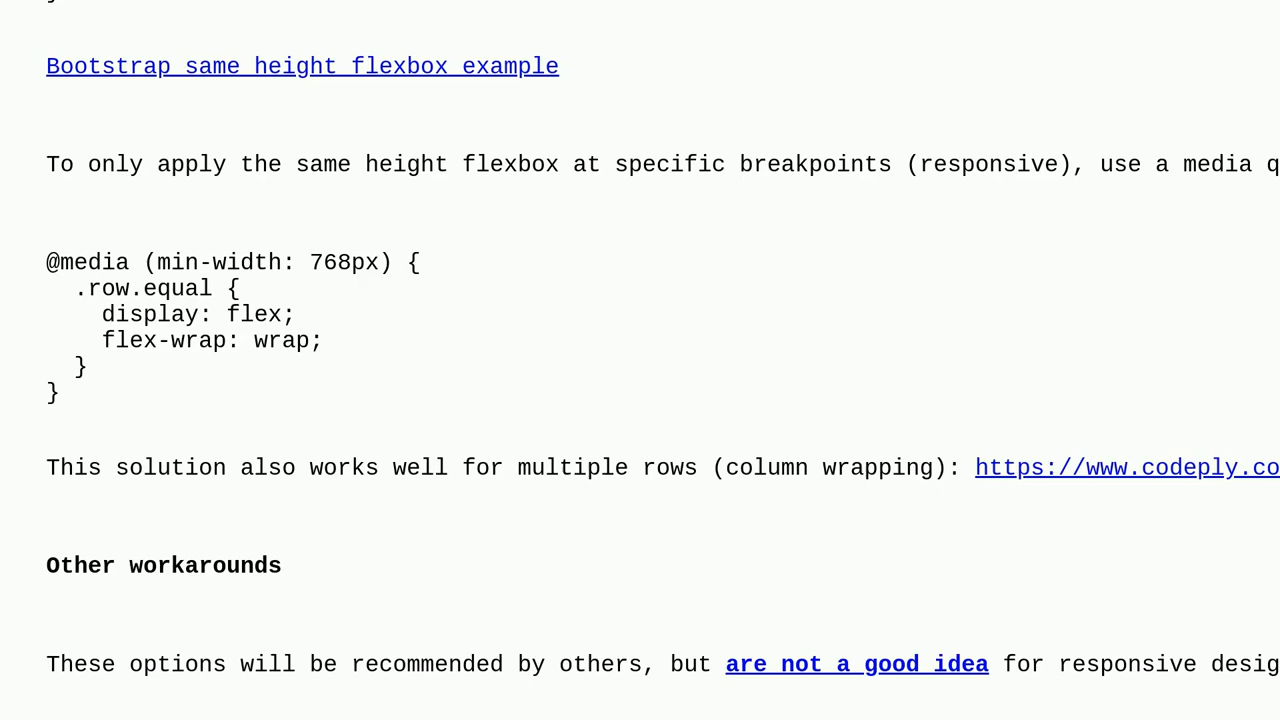 }
Bootstrap same height flexbox example
To only apply the same height flexbox at specific breakpoints (responsive), use a media
@media (min-width: 768px) {
  .row.equal {
    display: flex;
    flex-wrap: wrap;
  }
}
This solution also works well for multiple rows (column wrapping): https://www.codeply.co
Other workarounds
These options will be recommended by others, but are not a good idea for responsive